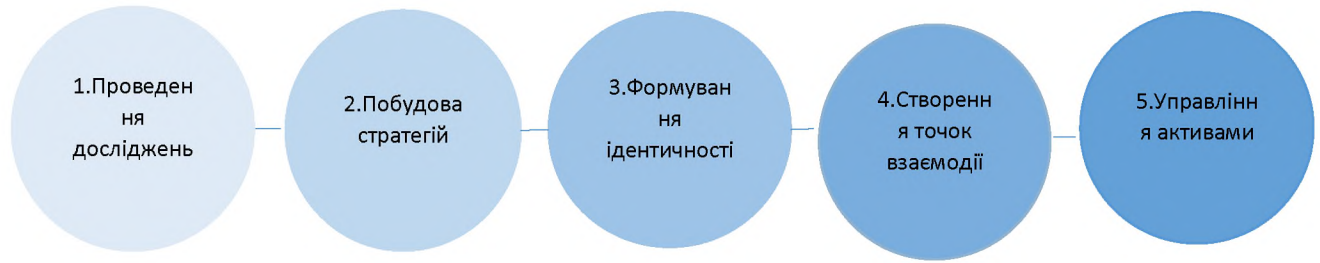 1.Проведен
ня
досліджень
2.Побудова
стратегій
3.Формуван
ня
ідентичності
4.Створенн
я точок
взаємодії
5.Управлінн
я активами